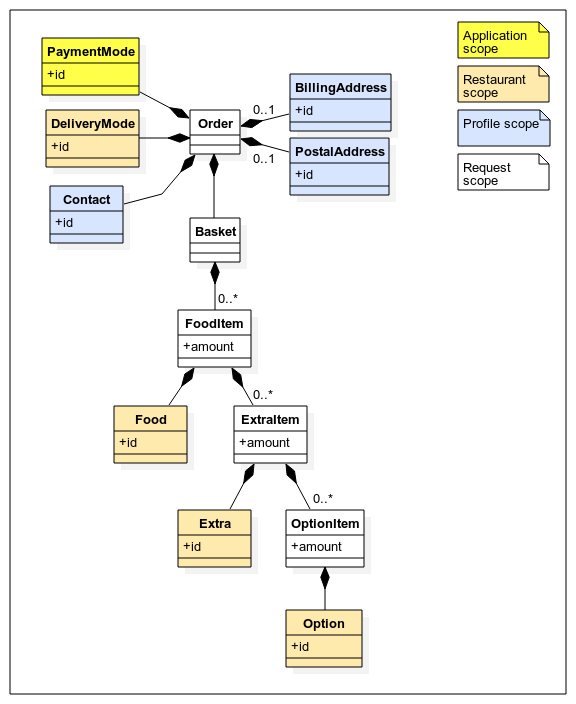 PaymentMode
+id
Application
scope
DeliveryMode
+id
Restaurant
scope
Order
0..1
BillingAddress
+id
Profile scope
0..1
PostalAddress
+id
Request
scope
Contact
+id
Basket
0..*
FoodItem
+amount
0..*
Food
+id
ExtraItem
+amount
0..*
Extra
+id
OptionItem
+amount
Option
+id